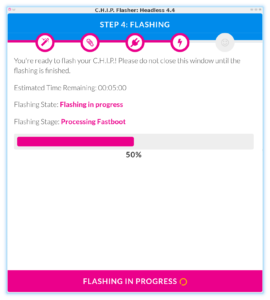 C.H.I.P. Flasher: Headless 4.4
STEP 4: FLASHING
You're ready to flash your C.H.I.P.! Please do not close this window until the
flashing is finished.
Estimated Time Remaining: 00:05:00
Flashing State: Flashing in progress
Flashing Stage: Processing Fastboot
50%
FLASHING IN PROGRESS